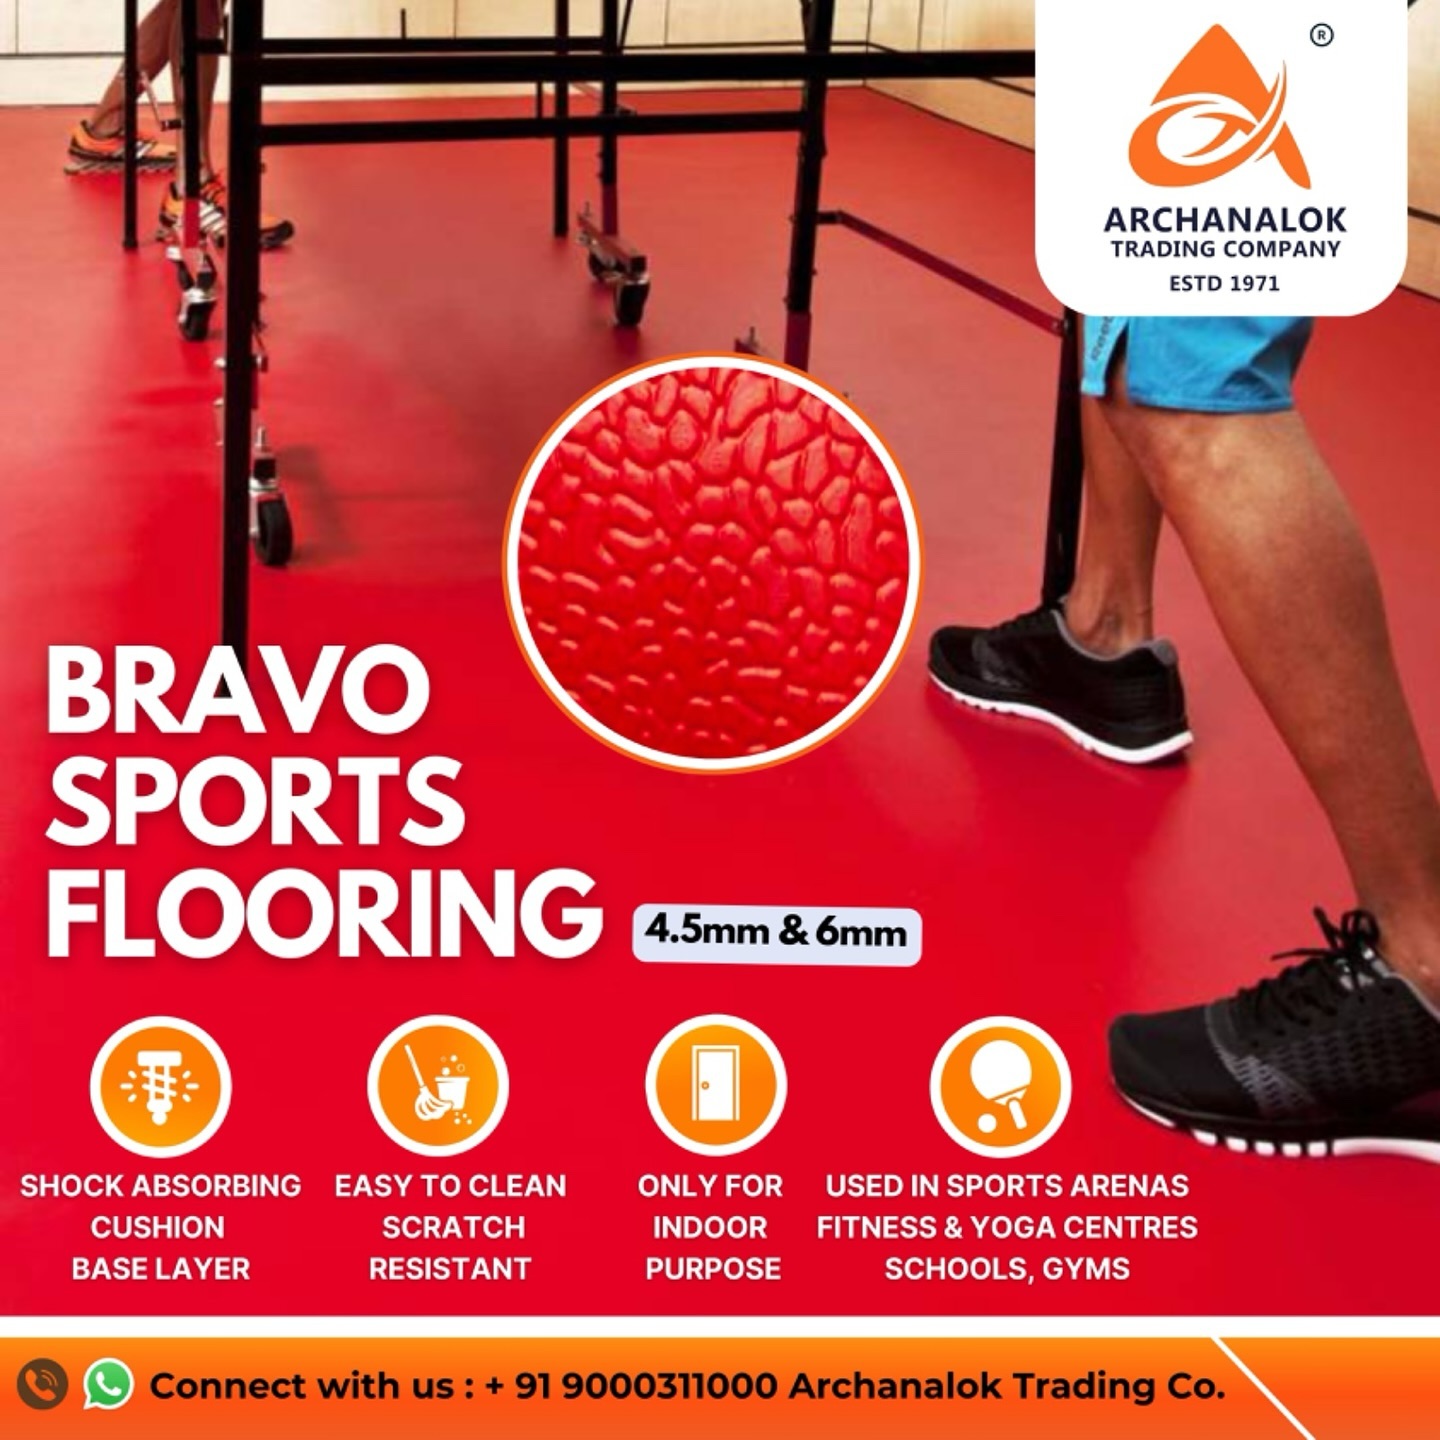 ®
ARCHANALOK
TRADING COMPANY
ESTD 1971
BRAVO
SPORTS
FLOORING
4.5mm & 6mm
SHOCK ABSORBING
CUSHION
BASE LAYER
EASY TO CLEAN
SCRATCH
RESISTANT
ONLY FOR
INDOOR
PURPOSE
USED IN SPORTS ARENAS
FITNESS & YOGA CENTRES
SCHOOLS, GYMS
Connect with us : + 91 9000311000 Archanalok Trading Co.